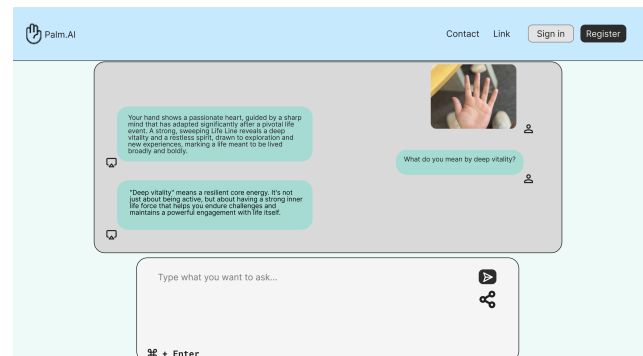 Palm.AI
Contact
Link
Sign in
Register
Your hand shows a passionate heart, guided by a sharp
mind that has adapted significantly after a pivotal life
event. A strong, sweeping Life Line reveals a deep
vitality and a restless spirit, drawn to exploration and
new experiences, marking a life meant to be lived
broadly and boldly.
What do you mean by deep vitality?
"Deep vitality" means a resilient core energy. It's not
just about being active, but about having a strong inner
life force that helps you endure challenges and
maintains a powerful engagement with life itself.
Type what you want to ask...
⌘ + Enter